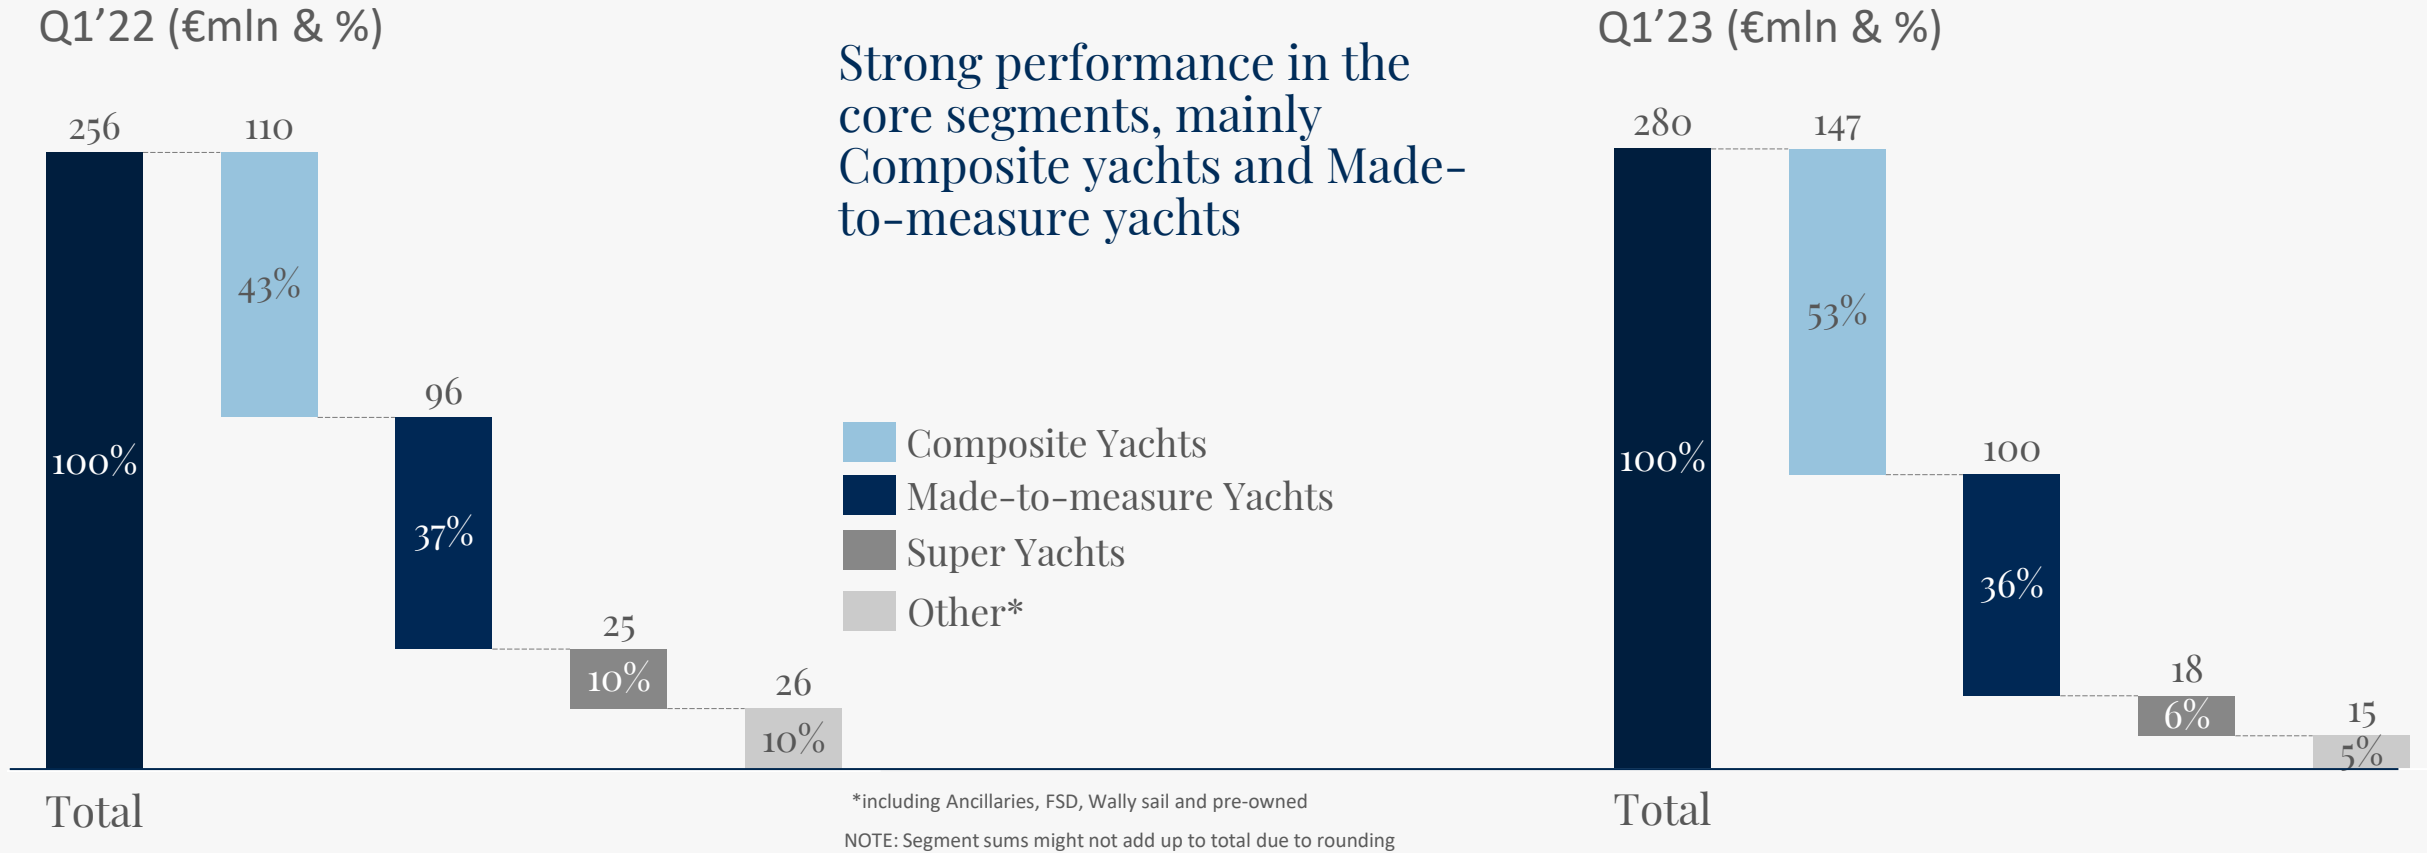 Q1’22 (€mln & %)
256
110
43%
100%
96
37%
25
10%
26
10%
Total
Strong performance in the
core segments, mainly
Composite yachts and Made-
to-measure yachts
Composite Yachts
Made-to-measure Yachts
Super Yachts
Other*
*including Ancillaries, FSD, Wally sail and pre-owned
NOTE: Segment sums might not add up to total due to rounding
Q1’23 (€mln & %)
280
147
53%
100%
100
36%
18
6%
15
5%
Total